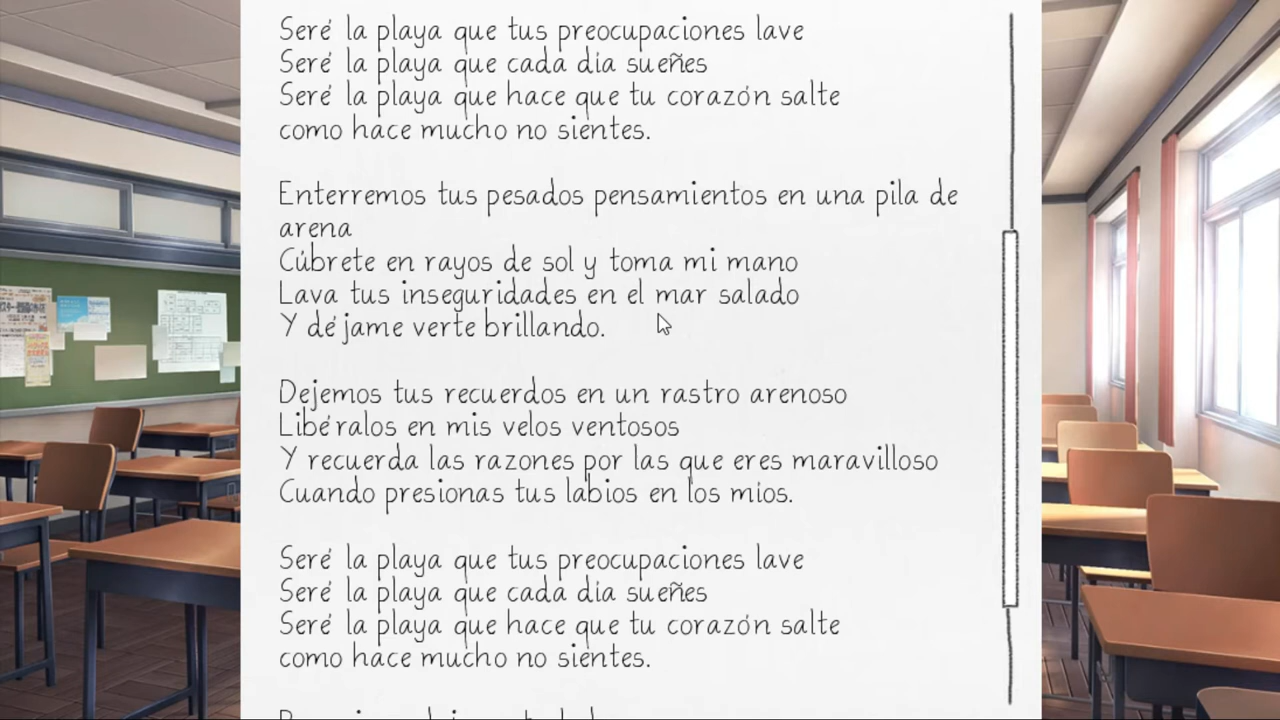 Seré la playa que tus preocupaciones lave
Seré la playa que cada día sueñes
Seré la playa que hace que tu corazón salte
como hace mucho no sientes.
Enterremos tus pesados pensamientos en una pila de
arena
Cúbrete en rayos de sol y toma mi mano
Lava tus inseguridades en el mar salado
Y déjame verte brillando.
Dejemos tus recuerdos en un rastro arenoso
Libéralos en mis velos ventosos
Y recuerda las razones por las que eres maravilloso
Cuando presionas tus labios en los míos.
Seré la playa que tus preocupaciones lave
Seré la playa que cada día sueñes
Seré la playa que hace que tu corazón salte
como hace mucho no sientes.